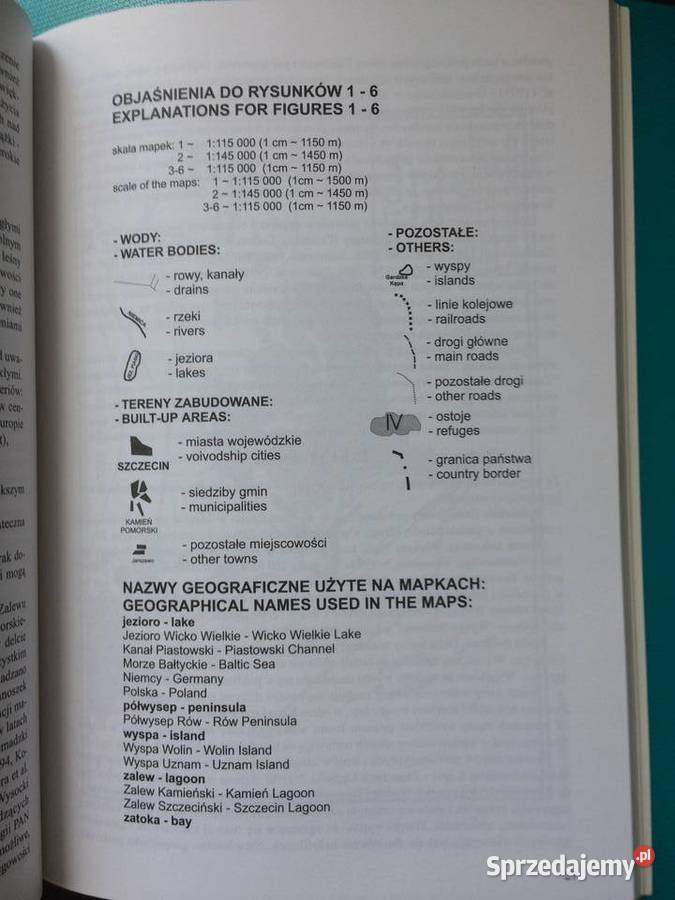 OBJAŚNIENIA DO RYSUNKÓW 1 - 6
EXPLANATIONS FOR FIGURES 1 - 6
skala mapek: 1 ~ 1:115 000 (1 cm ~ 1150 m)
2 ~ 1:145 000 (1 cm ~ 1450 m)
3-6 ~ 1:115 000 (1cm ~ 1150 m)
scale of the maps: 1 ~ 1:115 000 (1cm ~ 1500 m)
2 ~ 1:145 000 (1 cm ~ 1450 m)
3-6 ~ 1:115 000 (1cm ~ 1150 m)
- WODY:
- WATER BODIES:
- rowy, kanały
- drains
- rzeki
- rivers
- jeziora
- lakes
- TERENY ZABUDOWANE:
- BUILT-UP AREAS:
- miasta wojewódzkie
- voivodship cities
SZCZECIN
- siedziby gmin
- municipalities
KAMIEŃ
POMORSKI
- pozostałe miejscowości
- other towns
- POZOSTAŁE:
- OTHERS:
- wyspy
- islands
Gardzka
Kępa
- linie kolejowe
- railroads
- drogi główne
- main roads
- pozostałe drogi
- other roads
IV
- ostoje
- refuges
- granica państwa
- country border
NAZWY GEOGRAFICZNE UŻYTE NA MAPKACH:
GEOGRAPHICAL NAMES USED IN THE MAPS:
jezioro - lake
Jezioro Wicko Wielkie - Wicko Wielkie Lake
Kanał Piastowski - Piastowski Channel
Morze Bałtyckie - Baltic Sea
Niemcy - Germany
Polska - Poland
półwysep - peninsula
Półwysep Rów - Rów Peninsula
wyspa - island
Wyspa Wolin - Wolin Island
Wyspa Uznam - Uznam Island
zalew - lagoon
Zalew Kamieński - Kamień Lagoon
Zalew Szczeciński - Szczecin Lagoon
zatoka - bay
Sprzedajemy.pl